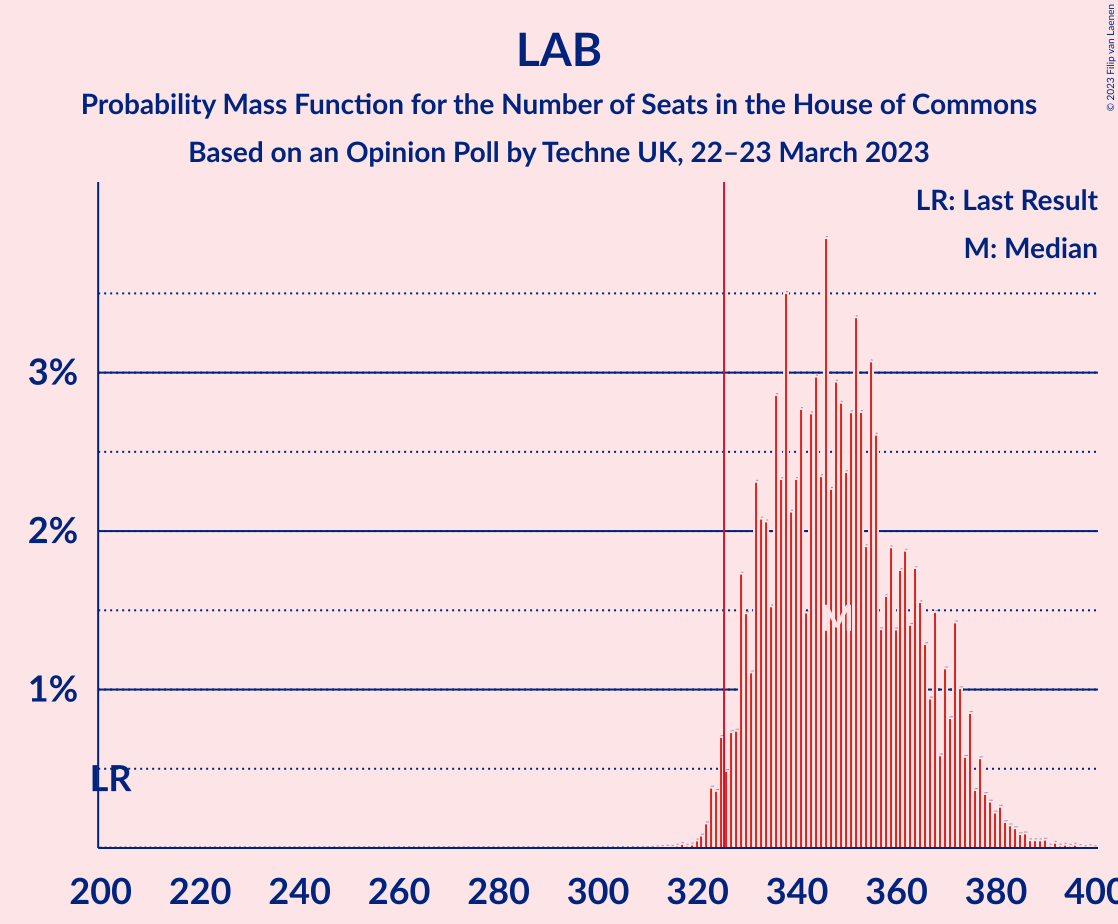 LAB
Probability Mass Function for the Number of Seats in the House of Commons
Based on an Opinion Poll by Techne UK, 22–23 March 2023
© 2023 Filip van Laenen
LR: Last Result
M: Median
3%
2%
1%
LR
M
200 220 240 260 280 300 320 340 360 380 400